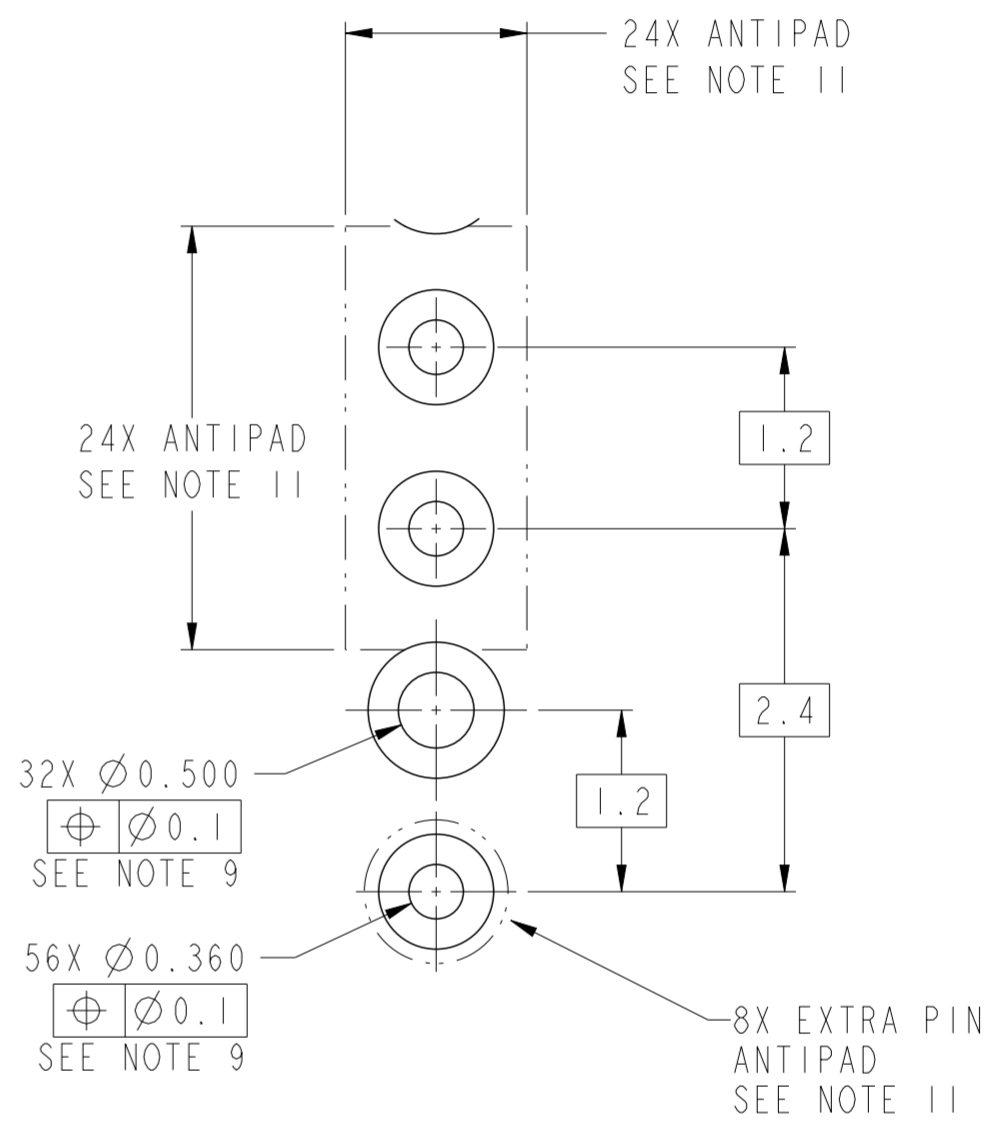 24X ANTIPAD
SEE NOTE 11
24X ANTIPAD
SEE NOTE 11
1.2
2.4
1.2
32X Ø0.500
⌖ Ø0.1
SEE NOTE 9
56X Ø0.360
⌖ Ø0.1
SEE NOTE 9
8X EXTRA PIN
ANTIPAD
SEE NOTE 11